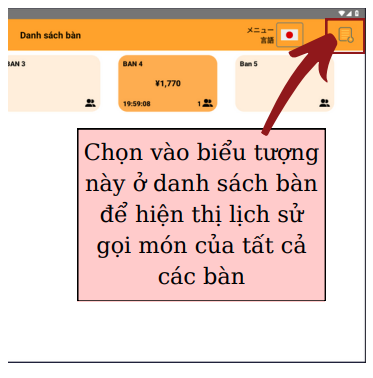 Danh sách bàn
メニュー
言語
BAN 3
BAN 4
Ban 5
¥1,770
19:59:08
1
Chọn vào biểu tượng
này ở danh sách bàn
để hiện thị lịch sử
gọi món của tất cả
các bàn